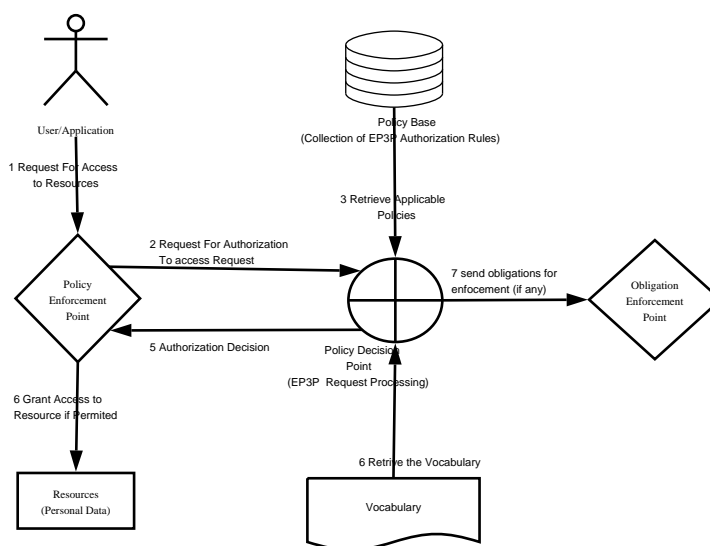 User/Application
Policy Base
(Collection of EP3P Authorization Rules)
1 Request For Access
to Resources
3 Retrieve Applicable
Policies
2 Request For Authorization
To access Request
Policy
Enforcement
Point
7 send obligations for
enfocement (if any)
Obligation
Enforcement
Point
5 Authorization Decision
Policy Decision
Point
(EP3P Request Processing)
6 Grant Access to
Resource if Permited
6 Retrive the Vocabulary
Resources
(Personal Data)
Vocabulary